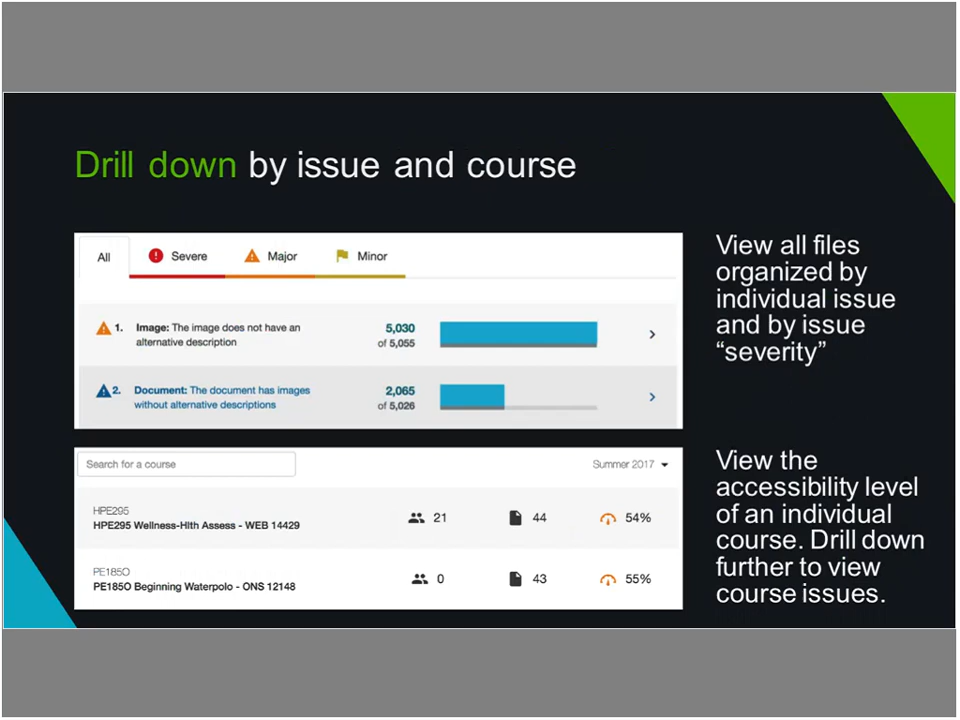 Drill down by issue and course
All
Severe
Major
Minor
1. Image: The image does not have an
alternative description
5,030
of 5,055
2. Document: The document has images
without alternative descriptions
2,065
of 5,026
View all files
organized by
individual issue
and by issue
“severity”
Search for a course
Summer 2017
HPE295
HPE295 Wellness-Hlth Assess - WEB 14429
21
44
54%
PE185O
PE185O Beginning Waterpolo - ONS 12148
0
43
55%
View the
accessibility level
of an individual
course. Drill down
further to view
course issues.